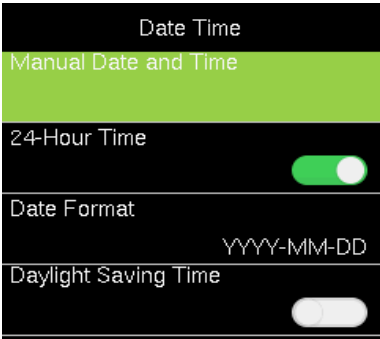 Date Time
Manual Date and Time
24-Hour Time
Date Format
YYYY-MM-DD
Daylight Saving Time